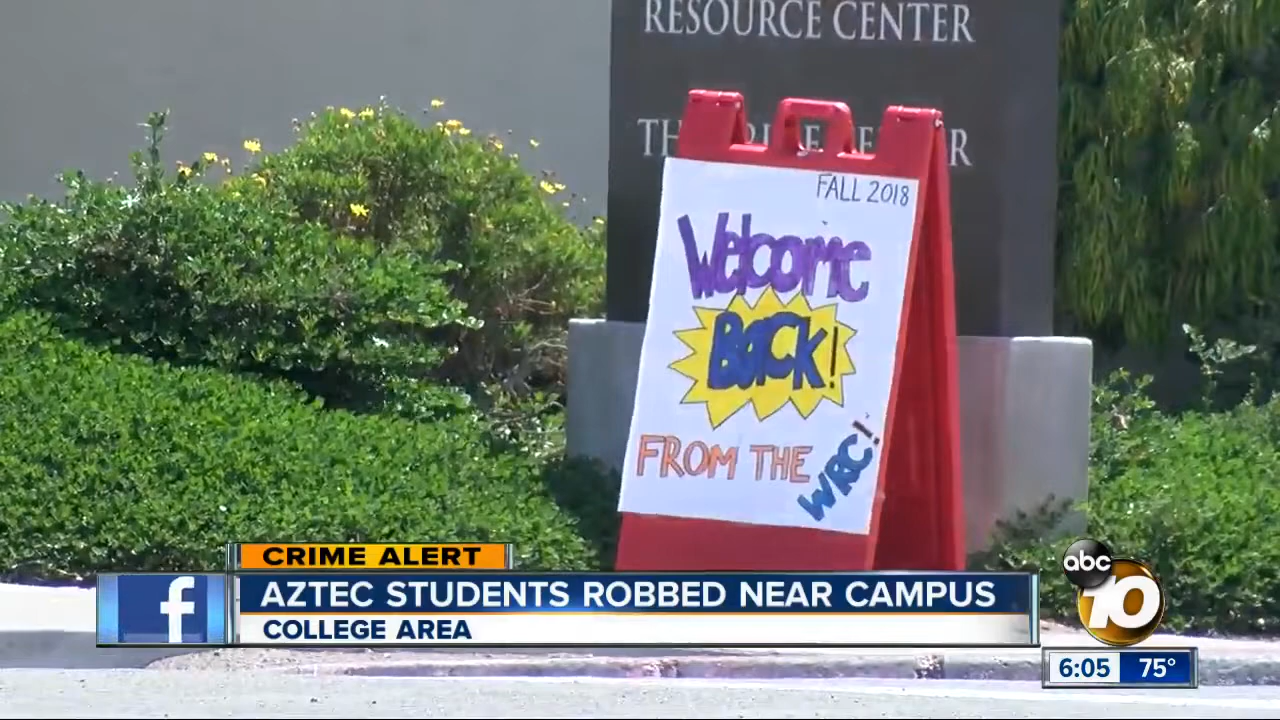 RESOURCE CENTER
FALL 2018
Welcome
BACK!
FROM THE
WRC!
CRIME ALERT
f
AZTEC STUDENTS ROBBED NEAR CAMPUS
COLLEGE AREA
abc
10
6:05 75°